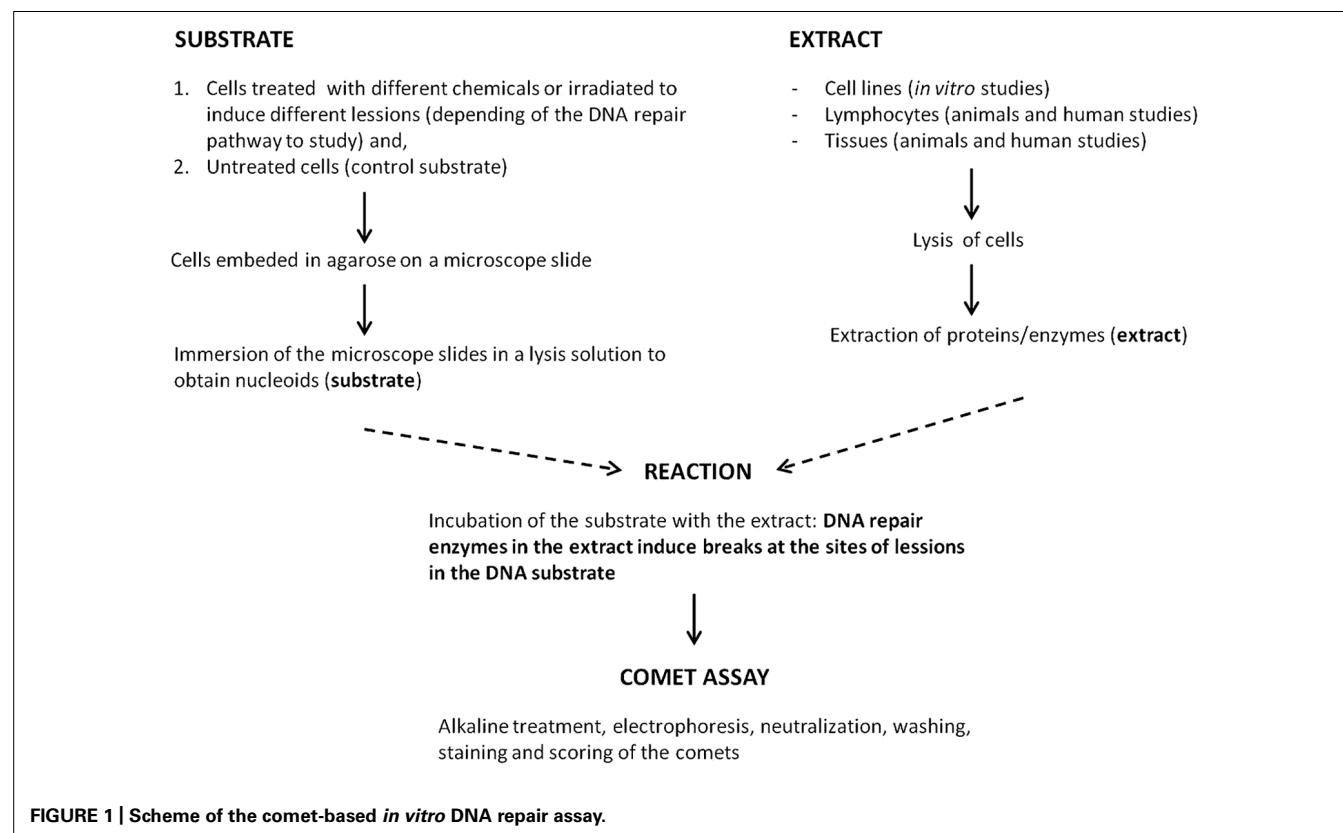 SUBSTRATE
1. Cells treated with different chemicals or irradiated to
induce different lessions (depending of the DNA repair
pathway to study) and,
2. Untreated cells (control substrate)
Cells embeded in agarose on a microscope slide
Immersion of the microscope slides in a lysis solution to
obtain nucleoids (substrate)
EXTRACT
- Cell lines (in vitro studies)
- Lymphocytes (animals and human studies)
- Tissues (animals and human studies)
Lysis of cells
Extraction of proteins/enzymes (extract)
REACTION
Incubation of the substrate with the extract: DNA repair
enzymes in the extract induce breaks at the sites of lessions
in the DNA substrate
COMET ASSAY
Alkaline treatment, electrophoresis, neutralization, washing,
staining and scoring of the comets
FIGURE 1 | Scheme of the comet-based in vitro DNA repair assay.